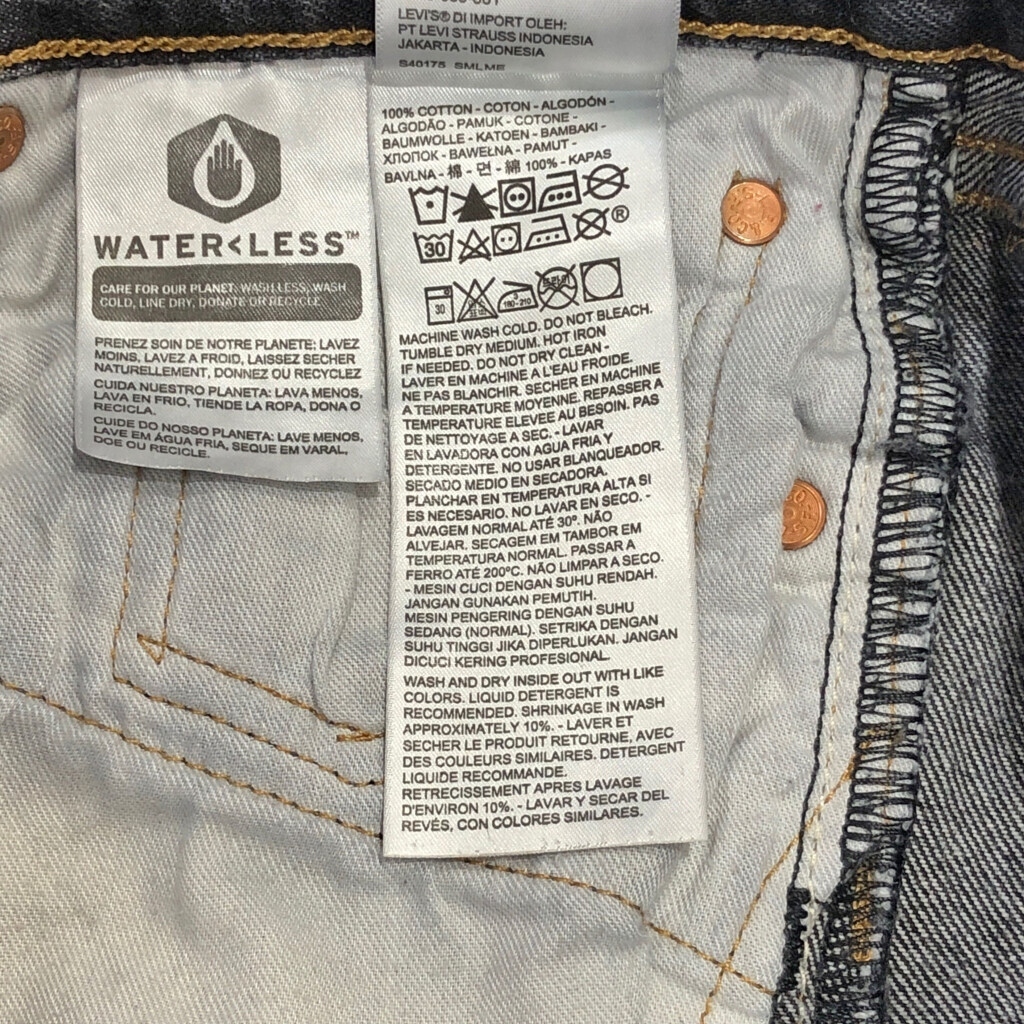 LEVI'S® DI IMPORT OLEH:
PT LEVI STRAUSS INDONESIA
JAKARTA - INDONESIA
S40175 SMLME
WATER<LESS™
CARE FOR OUR PLANET: WASH LESS, WASH
COLD, LINE DRY, DONATE OR RECYCLE
PRENEZ SOIN DE NOTRE PLANETE: LAVEZ
MOINS, LAVEZ A FROID, LAISSEZ SECHER
NATURELLEMENT, DONNEZ OU RECYCLEZ
CUIDA NUESTRO PLANETA: LAVA MENOS,
LAVA EN FRIO, TIENDE LA ROPA, DONA O
RECICLA.
CUIDE DO NOSSO PLANETA: LAVE MENOS,
LAVE EM ÁGUA FRIA, SEQUE EM VARAL,
DOE OU RECICLE.
100% COTTON - COTON - ALGODÓN -
ALGODÃO - PAMUK - COTONE -
BAUMWOLLE - KATOEN - BAMBAKI -
ХЛОПОК - BAWEŁNA - PAMUT -
BAVLNA - 棉 - 면 - 綿 100% - KAPAS
30 ®
30 3 180-210
MACHINE WASH COLD. DO NOT BLEACH.
TUMBLE DRY MEDIUM. HOT IRON
IF NEEDED. DO NOT DRY CLEAN -
LAVER EN MACHINE A L'EAU FROIDE.
NE PAS BLANCHIR. SECHER EN MACHINE
A TEMPERATURE MOYENNE. REPASSER A
TEMPERATURE ELEVEE AU BESOIN. PAS
DE NETTOYAGE A SEC. - LAVAR
EN LAVADORA CON AGUA FRIA Y
DETERGENTE. NO USAR BLANQUEADOR.
SECADO MEDIO EN SECADORA.
PLANCHAR EN TEMPERATURA ALTA SI
ES NECESARIO. NO LAVAR EN SECO. -
LAVAGEM NORMAL ATÉ 30º. NÃO
ALVEJAR. SECAGEM EM TAMBOR EM
TEMPERATURA NORMAL. PASSAR A
FERRO ATÉ 200ºC. NÃO LIMPAR A SECO.
- MESIN CUCI DENGAN SUHU RENDAH.
JANGAN GUNAKAN PEMUTIH.
MESIN PENGERING DENGAN SUHU
SEDANG (NORMAL). SETRIKA DENGAN
SUHU TINGGI JIKA DIPERLUKAN. JANGAN
DICUCI KERING PROFESIONAL.
WASH AND DRY INSIDE OUT WITH LIKE
COLORS. LIQUID DETERGENT IS
RECOMMENDED. SHRINKAGE IN WASH
APPROXIMATELY 10%. - LAVER ET
SECHER LE PRODUIT RETOURNE, AVEC
DES COULEURS SIMILAIRES. DETERGENT
LIQUIDE RECOMMANDE.
RETRECISSEMENT APRES LAVAGE
D'ENVIRON 10%. - LAVAR Y SECAR DEL
REVÉS, CON COLORES SIMILARES.